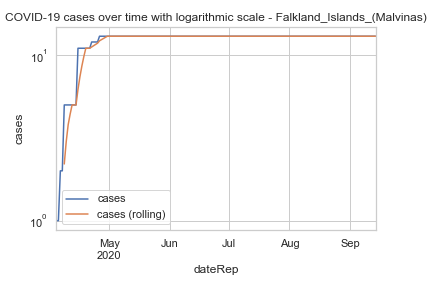 COVID-19 cases over time with logarithmic scale - Falkland_Islands_(Malvinas)
10¹
10⁰
cases
cases
cases (rolling)
May Jun Jul Aug Sep
2020
dateRep